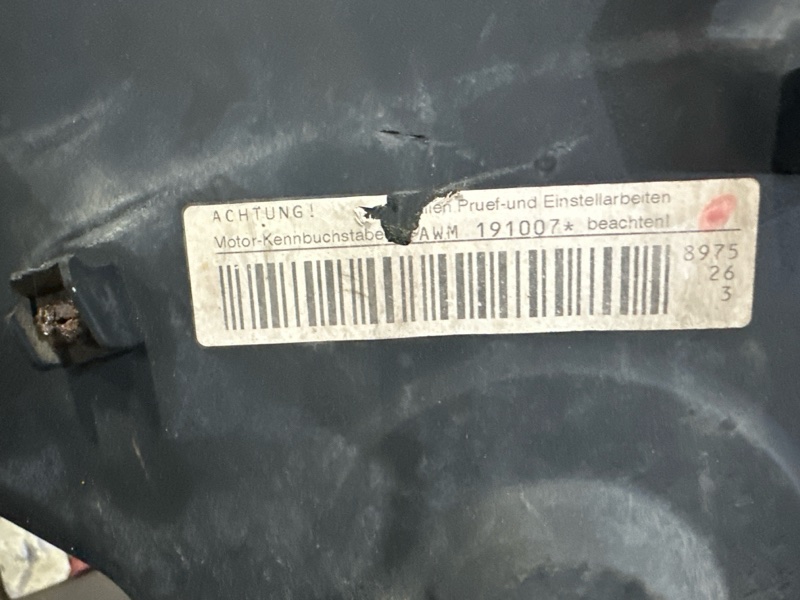 ACHTUNG! Pruef-und Einstellarbeiten
Motor-Kennbuchstabe AWM 191007* beachten!
8975
26
3